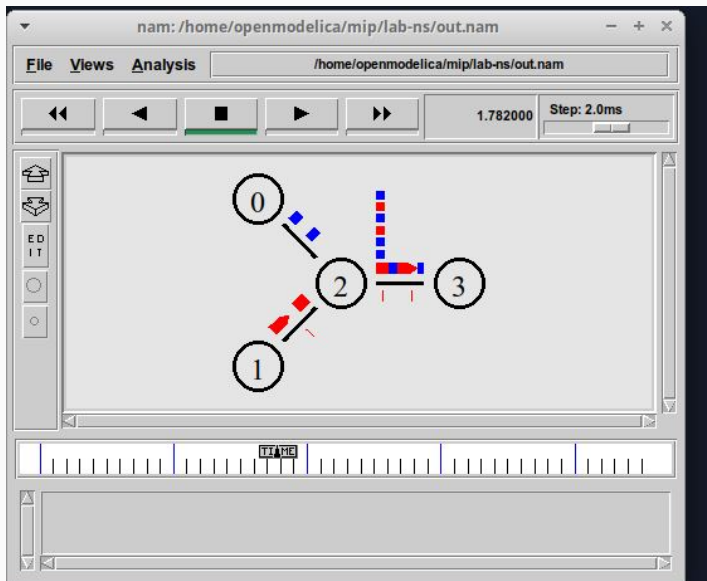 nam: /home/openmodelica/mip/lab-ns/out.nam
File Views Analysis /home/openmodelica/mip/lab-ns/out.nam
1.782000 Step: 2.0ms
ED
IT
0
2 3
1
TIME